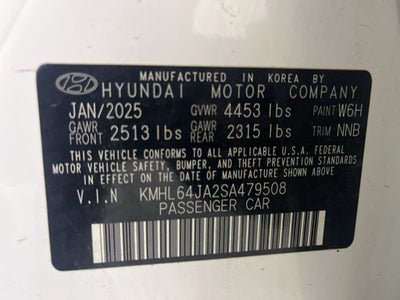 MANUFACTURED IN KOREA BY
HYUNDAI MOTOR COMPANY
JAN/2025 GVWR 4453 lbs PAINT W6H
GAWR FRONT 2513 lbs GAWR REAR 2315 lbs TRIM NNB
THIS VEHICLE CONFORMS TO ALL APPLICABLE U.S.A. FEDERAL
MOTOR VEHICLE SAFETY, BUMPER, AND THEFT PREVENTION
STANDARDS IN EFFECT ON THE DATE OF MANUFACTURE SHOWN ABOVE.
V.I.N KMHL64JA2SA479508
PASSENGER CAR